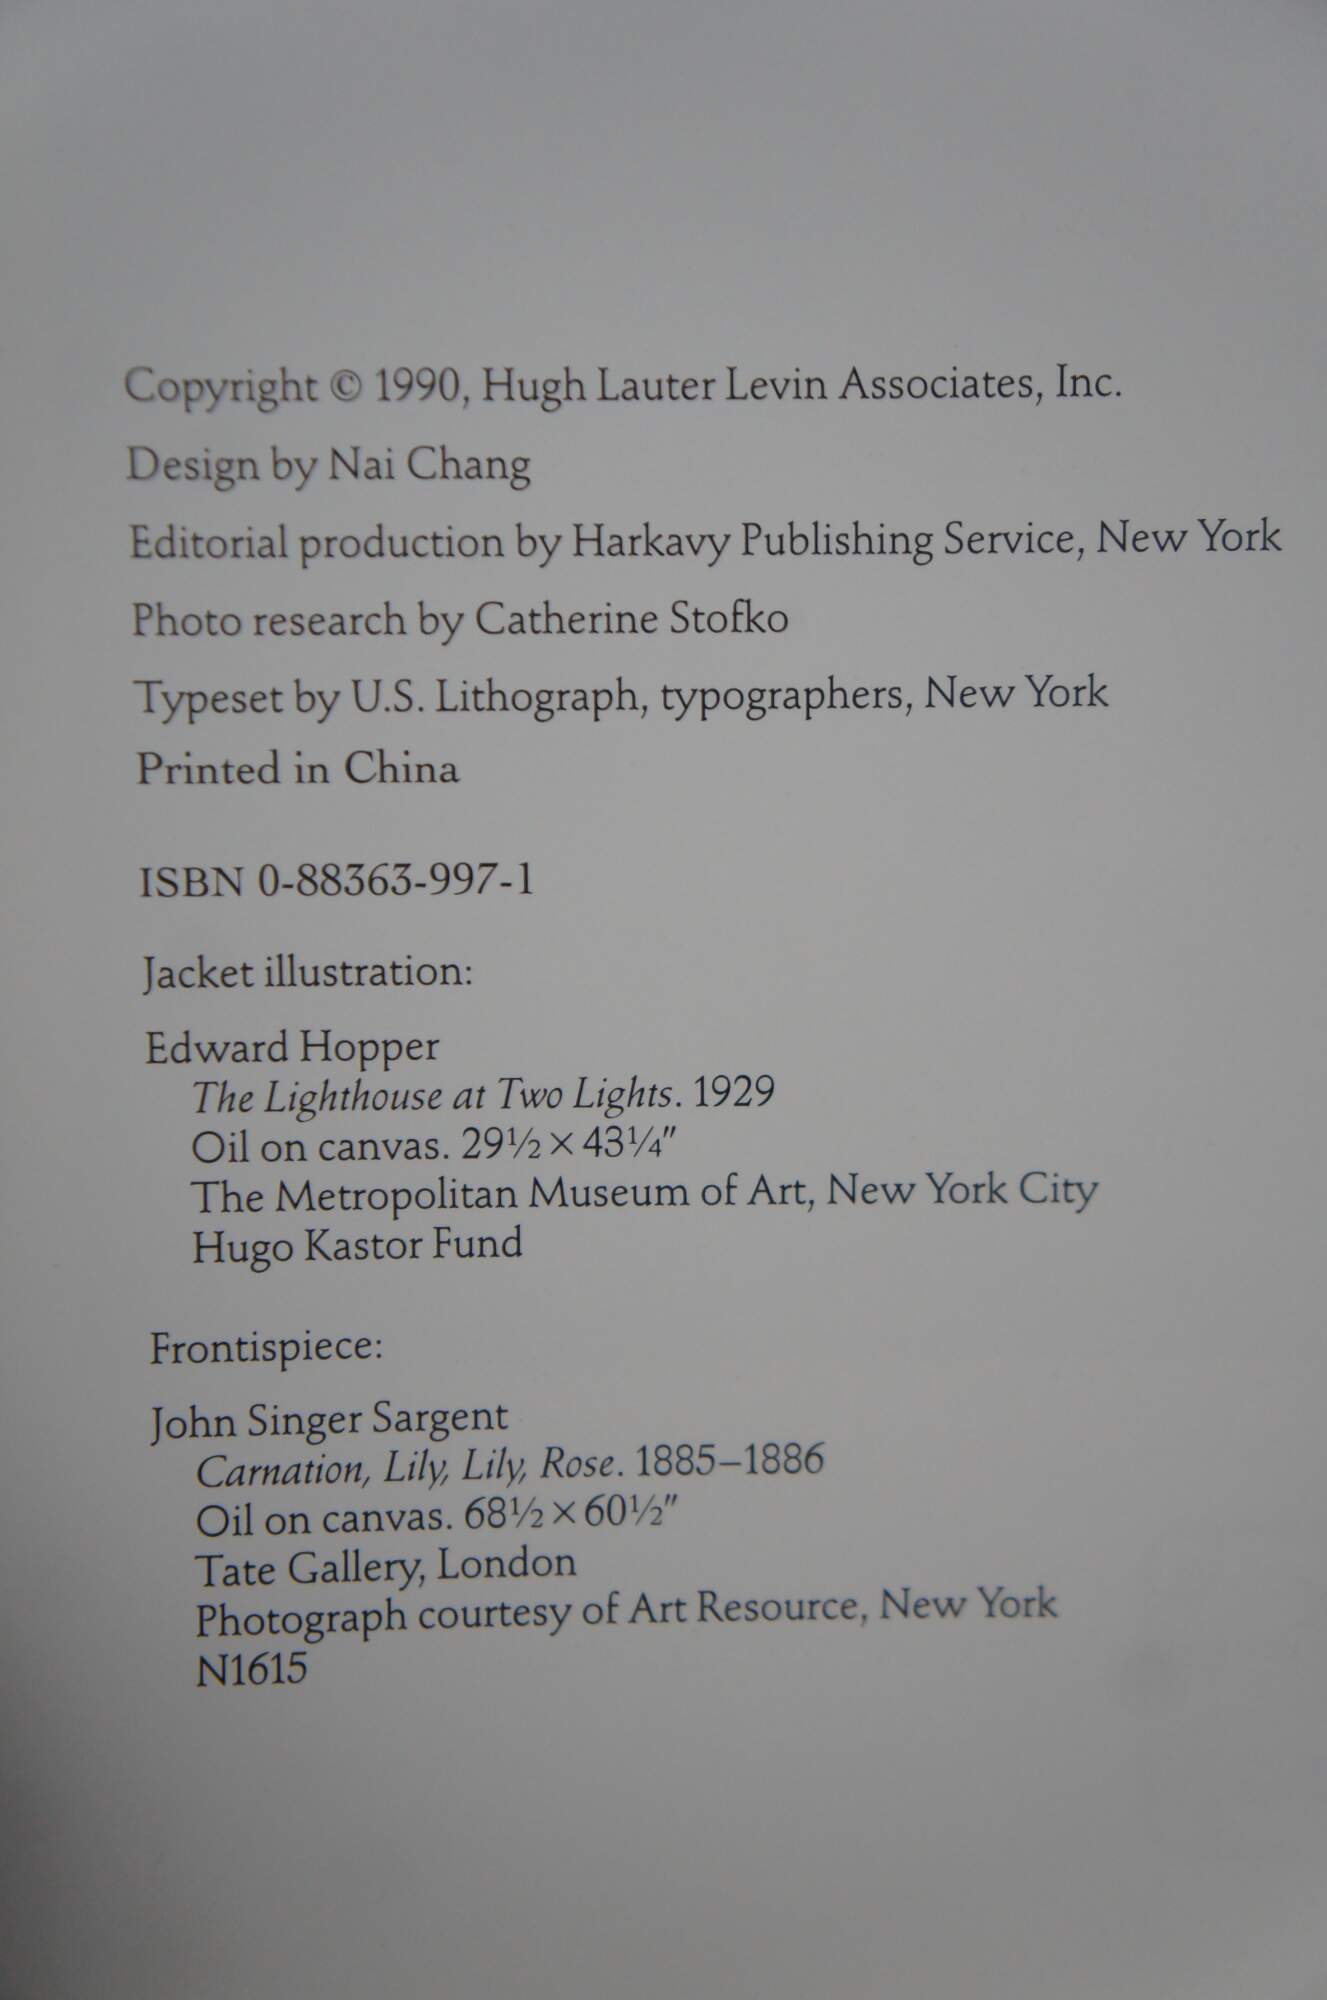 Copyright © 1990, Hugh Lauter Levin Associates, Inc.
Design by Nai Chang
Editorial production by Harkavy Publishing Service, New York
Photo research by Catherine Stofko
Typeset by U.S. Lithograph, typographers, New York
Printed in China
ISBN 0-88363-997-1
Jacket illustration:
Edward Hopper
The Lighthouse at Two Lights. 1929
Oil on canvas. 29½ × 43¼″
The Metropolitan Museum of Art, New York City
Hugo Kastor Fund
Frontispiece:
John Singer Sargent
Carnation, Lily, Lily, Rose. 1885–1886
Oil on canvas. 68½ × 60½″
Tate Gallery, London
Photograph courtesy of Art Resource, New York
N1615